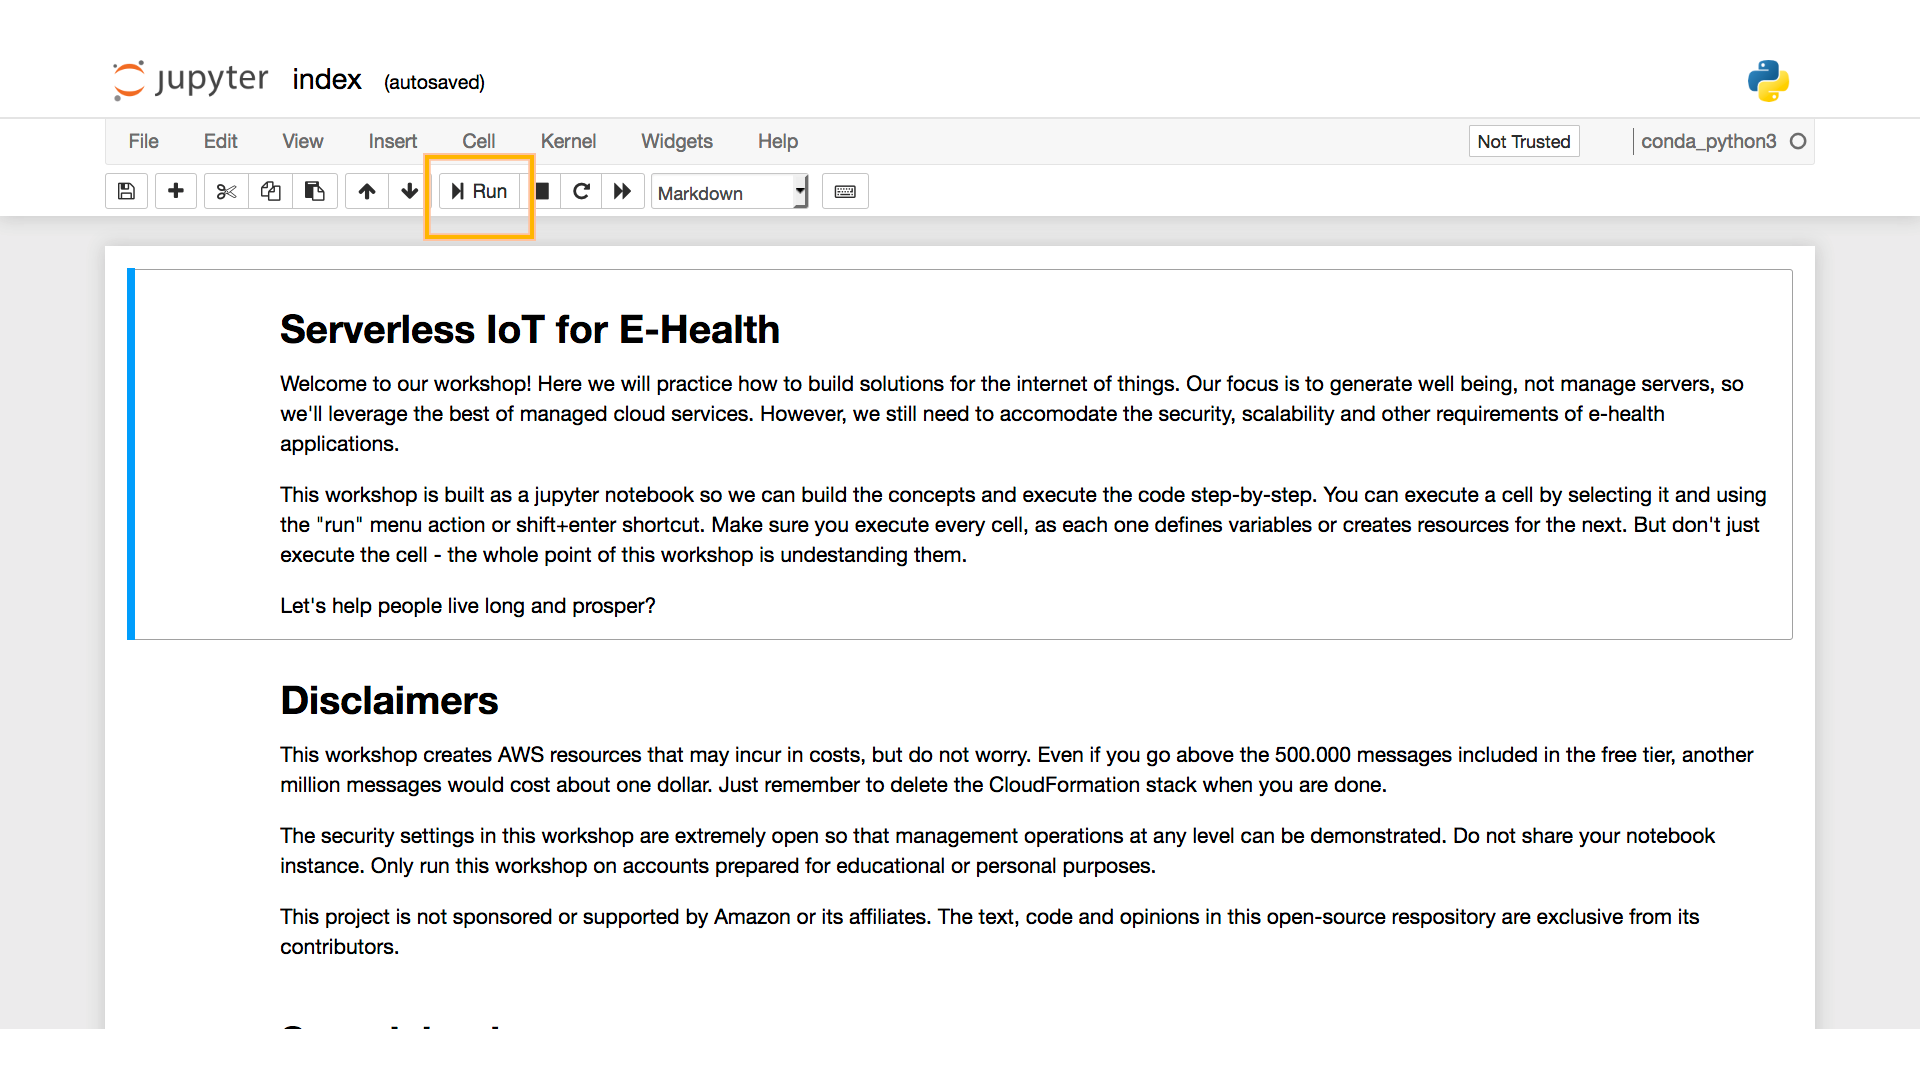 jupyter index (autosaved)
File Edit View Insert Cell Kernel Widgets Help Not Trusted conda_python3
Run Markdown
Serverless IoT for E-Health
Welcome to our workshop! Here we will practice how to build solutions for the internet of things. Our focus is to generate well being, not manage servers, so
we'll leverage the best of managed cloud services. However, we still need to accomodate the security, scalability and other requirements of e-health
applications.
This workshop is built as a jupyter notebook so we can build the concepts and execute the code step-by-step. You can execute a cell by selecting it and using
the "run" menu action or shift+enter shortcut. Make sure you execute every cell, as each one defines variables or creates resources for the next. But don't just
execute the cell - the whole point of this workshop is undestanding them.
Let's help people live long and prosper?
Disclaimers
This workshop creates AWS resources that may incur in costs, but do not worry. Even if you go above the 500.000 messages included in the free tier, another
million messages would cost about one dollar. Just remember to delete the CloudFormation stack when you are done.
The security settings in this workshop are extremely open so that management operations at any level can be demonstrated. Do not share your notebook
instance. Only run this workshop on accounts prepared for educational or personal purposes.
This project is not sponsored or supported by Amazon or its affiliates. The text, code and opinions in this open-source respository are exclusive from its
contributors.